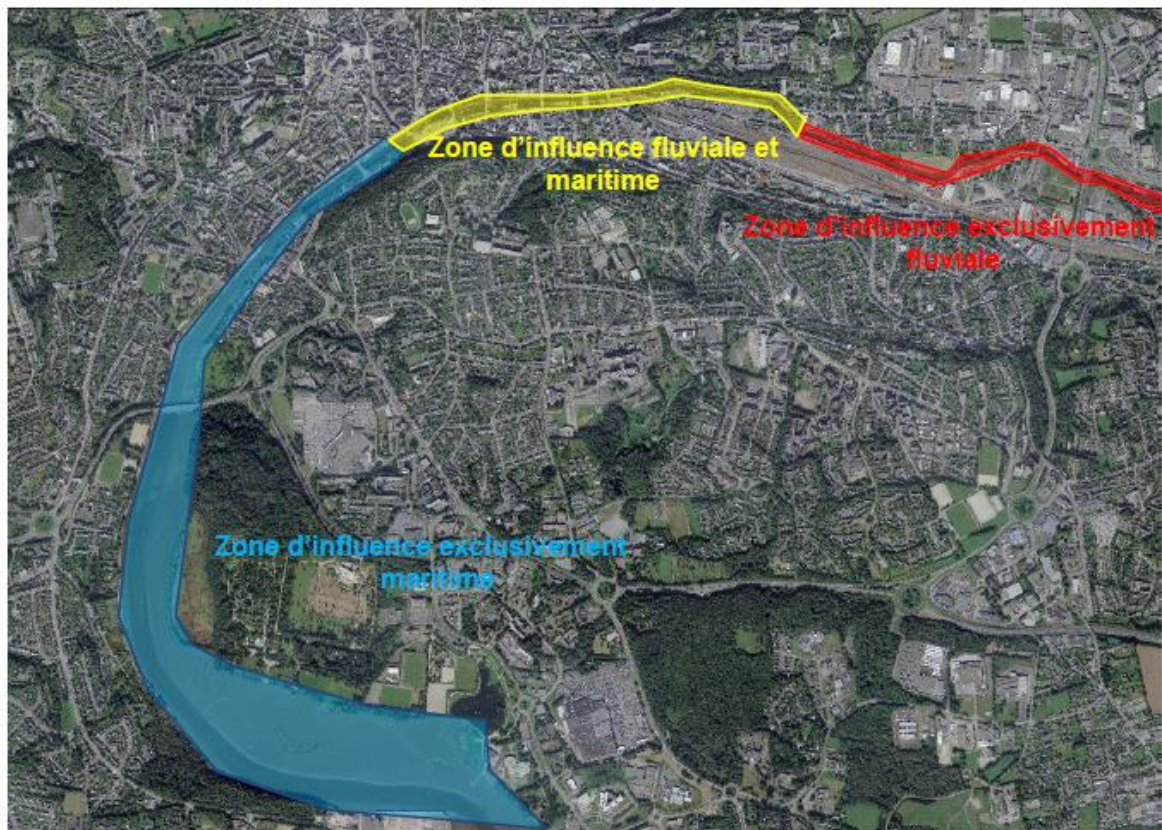 Zone d'influence fluviale et
maritime
Zone d'influence exclusivement
fluviale
Zone d'influence exclusivement
maritime